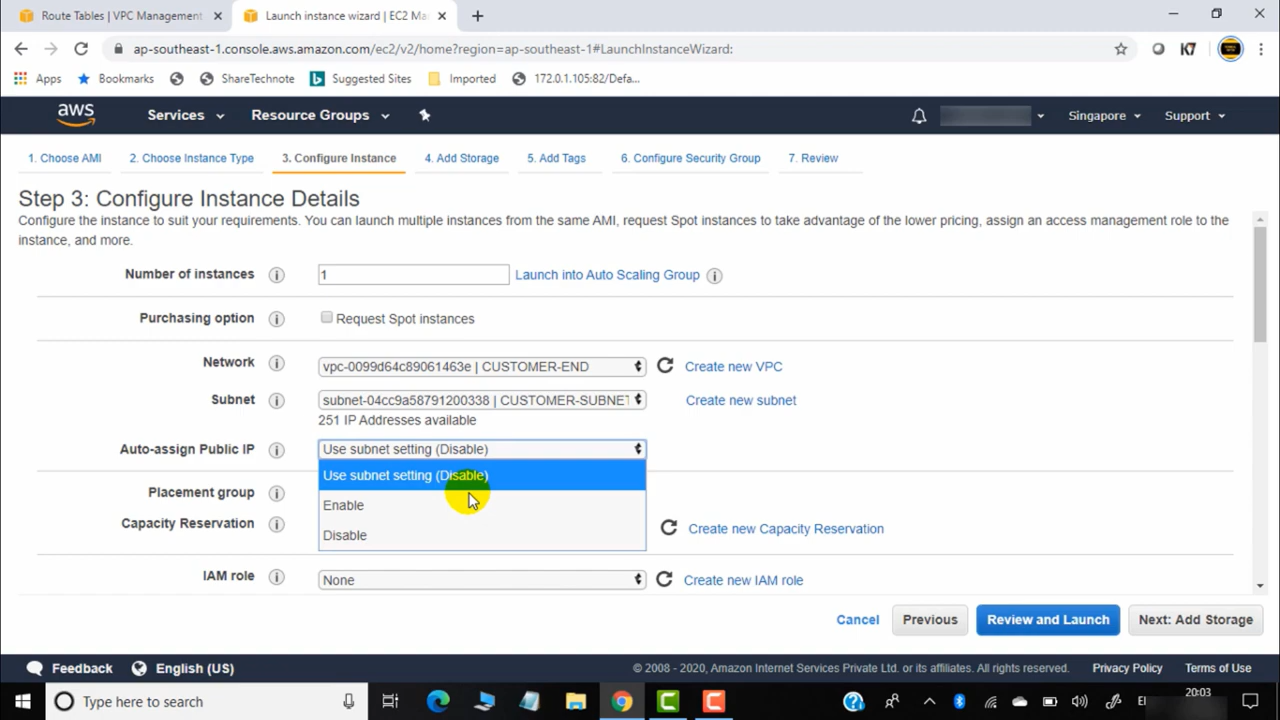 Route Tables | VPC Management
Launch instance wizard | EC2 Ma
ap-southeast-1.console.aws.amazon.com/ec2/v2/home?region=ap-southeast-1#LaunchInstanceWizard:
K7
Apps
Bookmarks
ShareTechnote
Suggested Sites
Imported
172.0.1.105:82/Defa...
aws
Services
Resource Groups
Singapore
Support
1. Choose AMI
2. Choose Instance Type
3. Configure Instance
4. Add Storage
5. Add Tags
6. Configure Security Group
7. Review
Step 3: Configure Instance Details
Configure the instance to suit your requirements. You can launch multiple instances from the same AMI, request Spot instances to take advantage of the lower pricing, assign an access management role to the
instance, and more.
Number of instances
1
Launch into Auto Scaling Group
Purchasing option
Request Spot instances
Network
vpc-0099d64c89061463e | CUSTOMER-END
Create new VPC
Subnet
subnet-04cc9a58791200338 | CUSTOMER-SUBNET
Create new subnet
251 IP Addresses available
Auto-assign Public IP
Use subnet setting (Disable)
Use subnet setting (Disable)
Enable
Disable
Placement group
Capacity Reservation
Create new Capacity Reservation
IAM role
None
Create new IAM role
Cancel
Previous
Review and Launch
Next: Add Storage
Feedback
English (US)
© 2008 - 2020, Amazon Internet Services Private Ltd. or its affiliates. All rights reserved.
Privacy Policy
Terms of Use
Type here to search
20:03